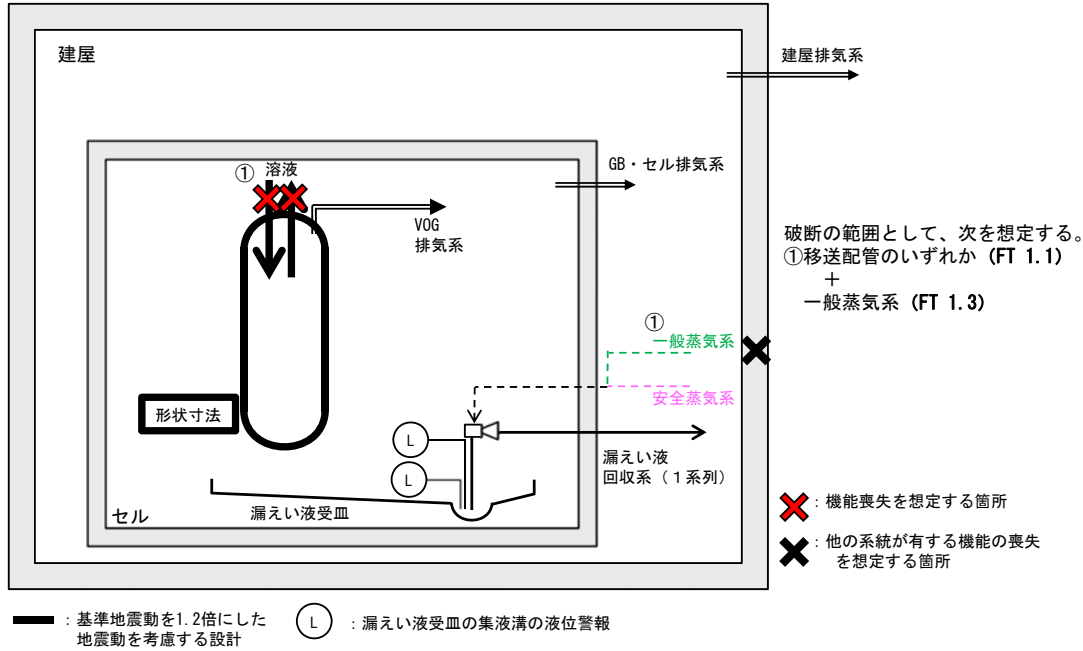 建屋
建屋排気系
① 溶液
GB・セル排気系
VOG
排気系
破断の範囲として、次を想定する。
①移送配管のいずれか (FT 1.1)
+
一般蒸気系 (FT 1.3)
①
一般蒸気系
安全蒸気系
形状寸法
L
L
漏えい液
回収系（１系列）
セル
漏えい液受皿
：機能喪失を想定する箇所
：他の系統が有する機能の喪失
を想定する箇所
：基準地震動を1.2倍にした
地震動を考慮する設計
L ：漏えい液受皿の集液溝の液位警報